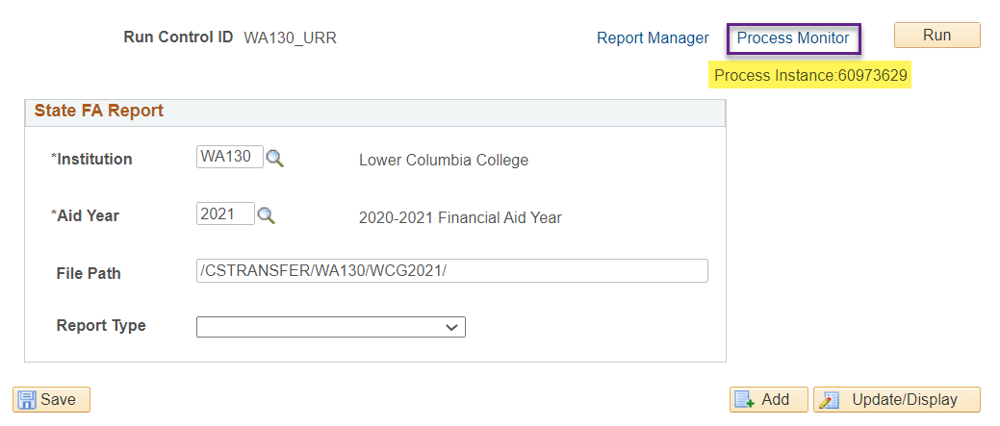 Run Control ID WA130_URR Report Manager Process Monitor Run
Process Instance:60973629
State FA Report
*Institution WA130 Lower Columbia College
*Aid Year 2021 2020-2021 Financial Aid Year
File Path /CSTRANSFER/WA130/WCG2021/
Report Type
Save Add Update/Display